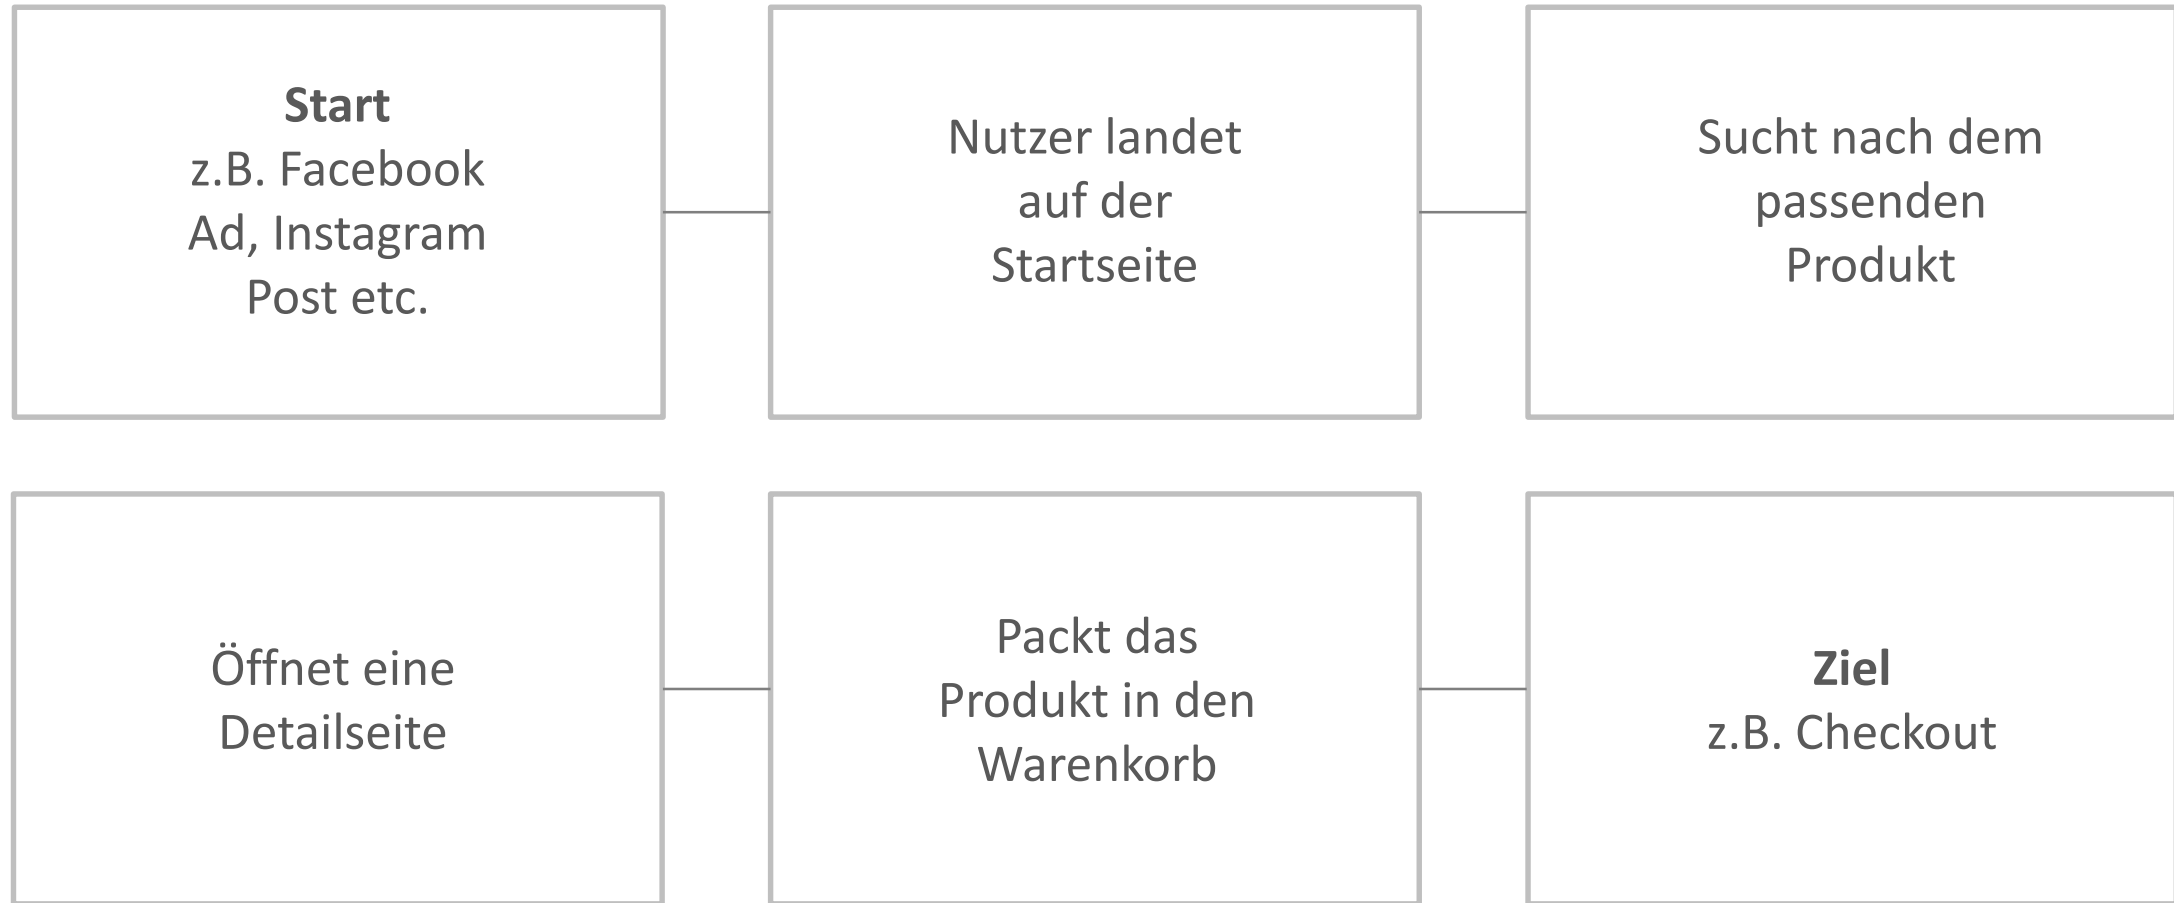 Start
z.B. Facebook
Ad, Instagram
Post etc.
Nutzer landet
auf der
Startseite
Sucht nach dem
passenden
Produkt
Öffnet eine
Detailseite
Packt das
Produkt in den
Warenkorb
Ziel
z.B. Checkout